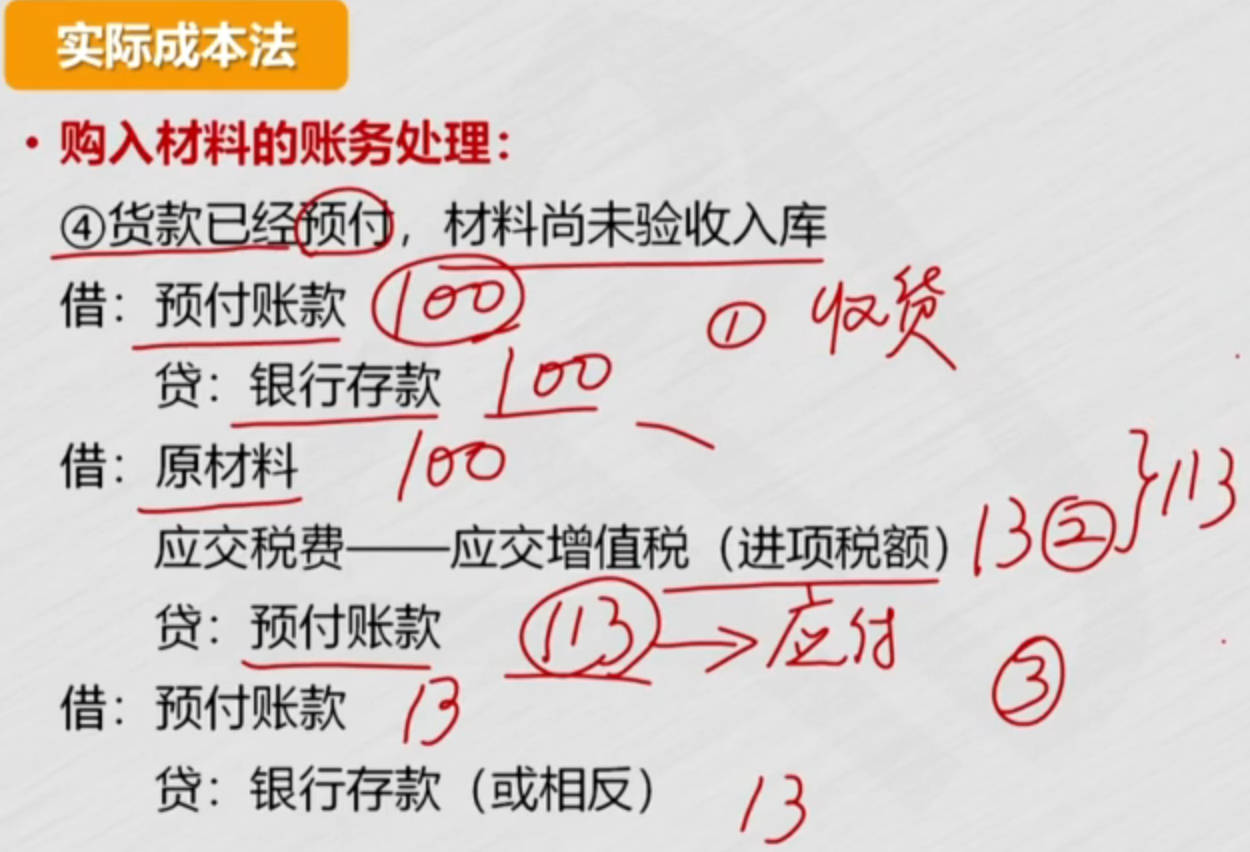 实际成本法
• 购入材料的账务处理：
④货款已经预付，材料尚未验收入库
借：预付账款 100 ① 收货
贷：银行存款 100
借：原材料 100
应交税费——应交增值税（进项税额）13 ② }113
贷：预付账款 113 → 应付 ③
借：预付账款 13
贷：银行存款（或相反） 13